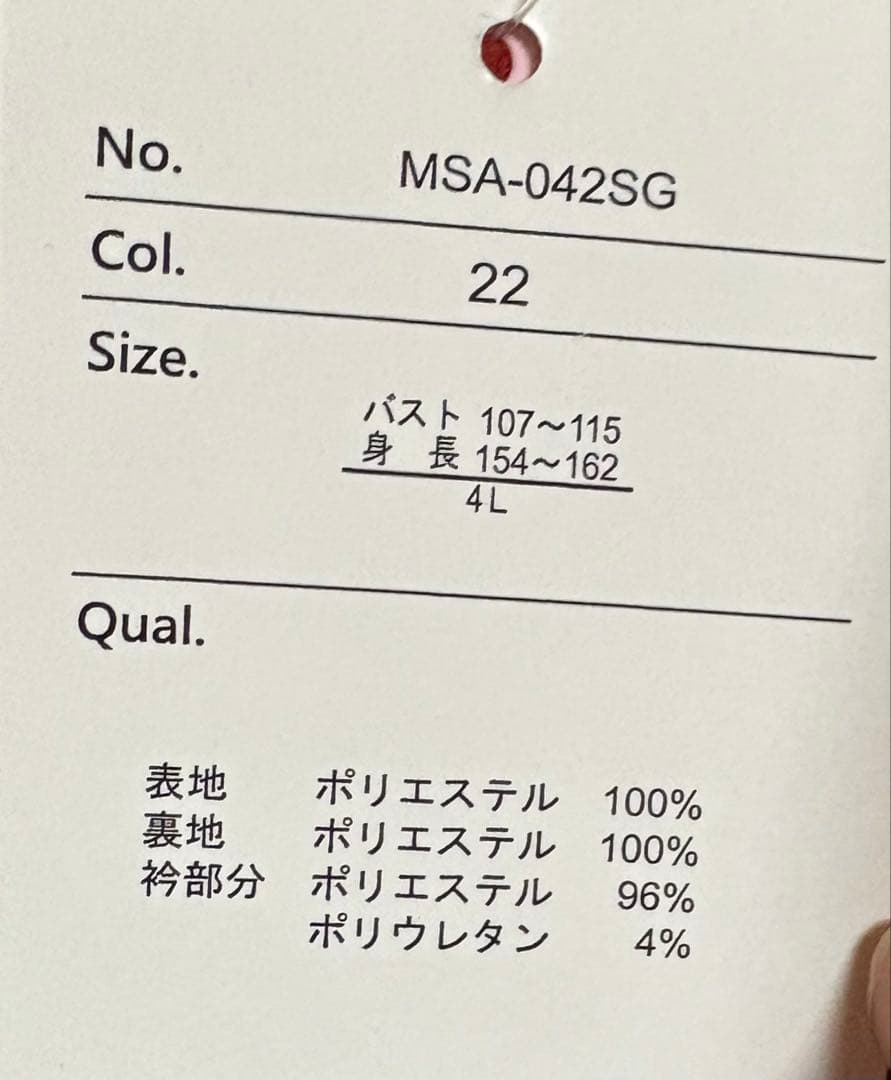 No. MSA-042SG
Col. 22
Size.
バスト 107〜115
身 長 154〜162
4L
Qual.
表地 ポリエステル 100%
裏地 ポリエステル 100%
衿部分 ポリエステル 96%
ポリウレタン 4%